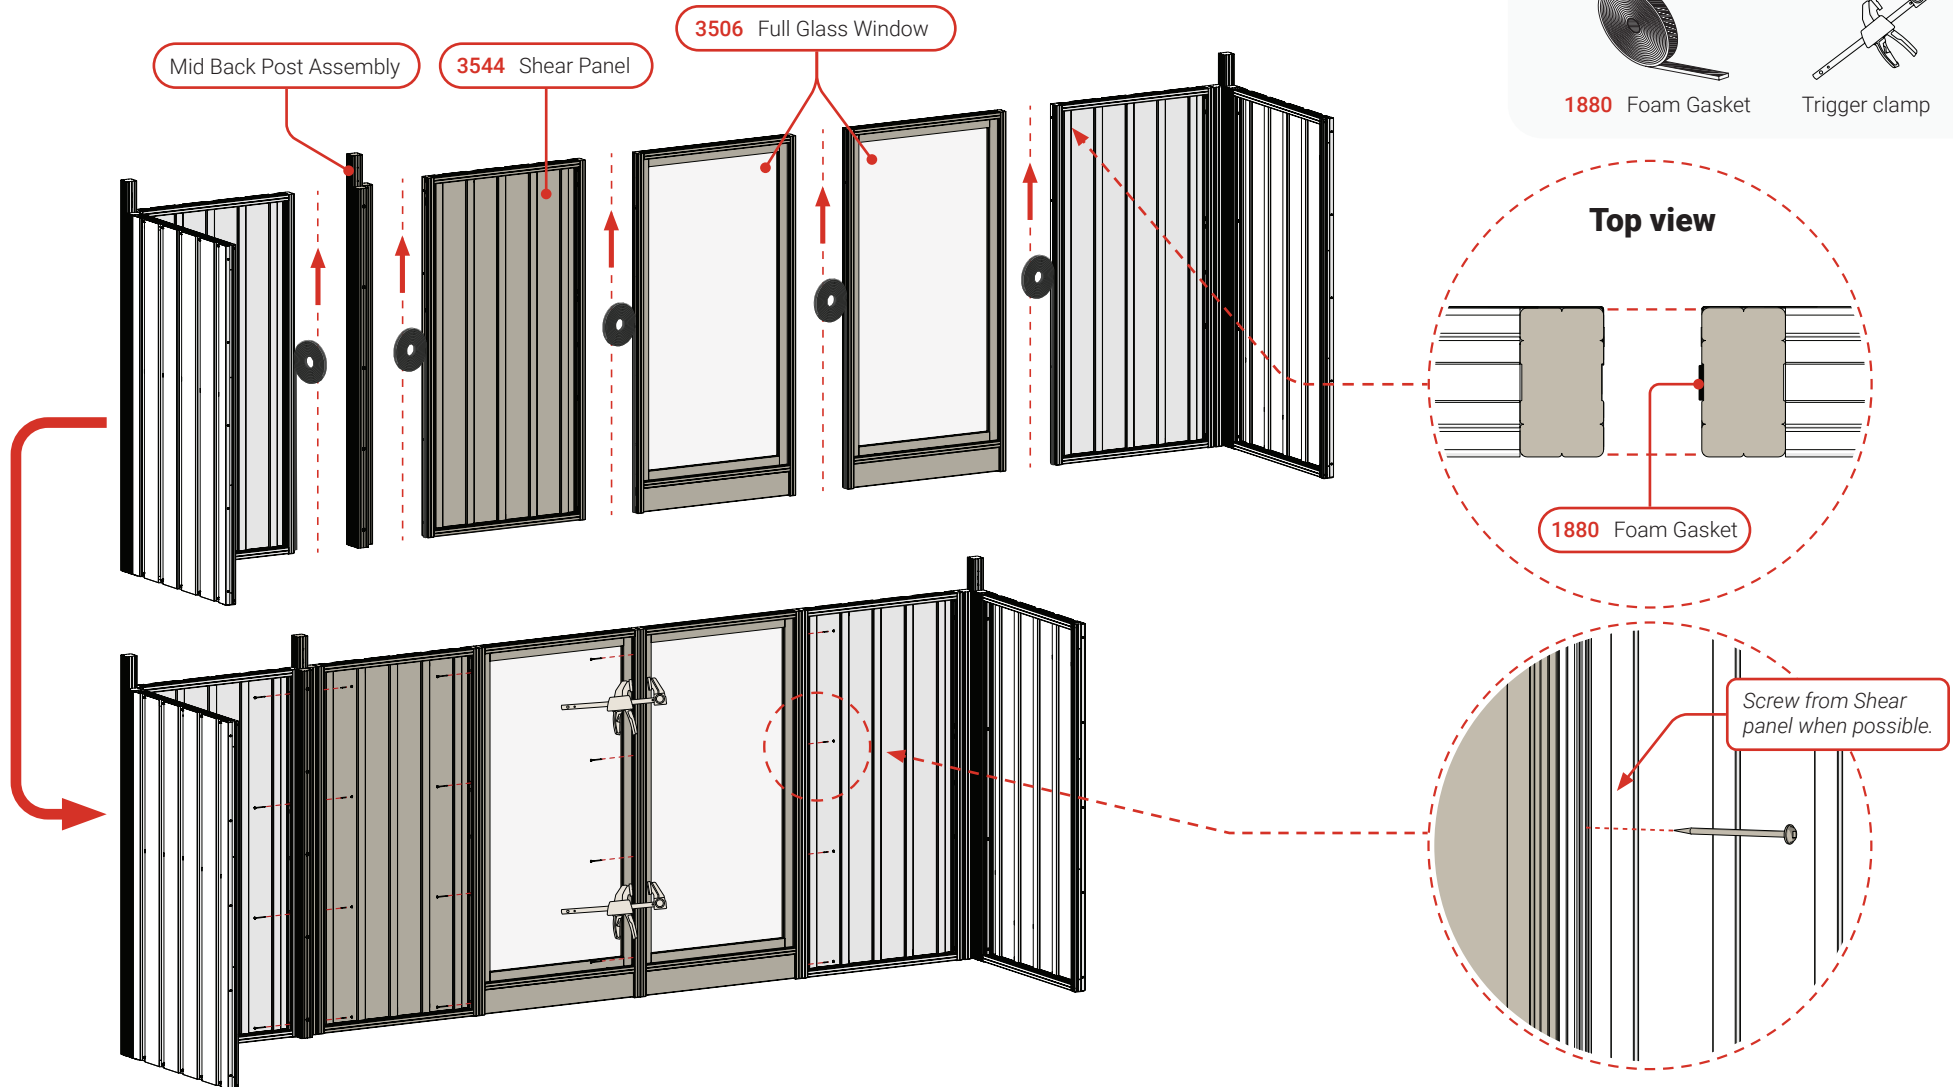 3506 Full Glass Window
Mid Back Post Assembly
3544 Shear Panel
1880 Foam Gasket
Trigger clamp
Top view
1880 Foam Gasket
Screw from Shear
panel when possible.